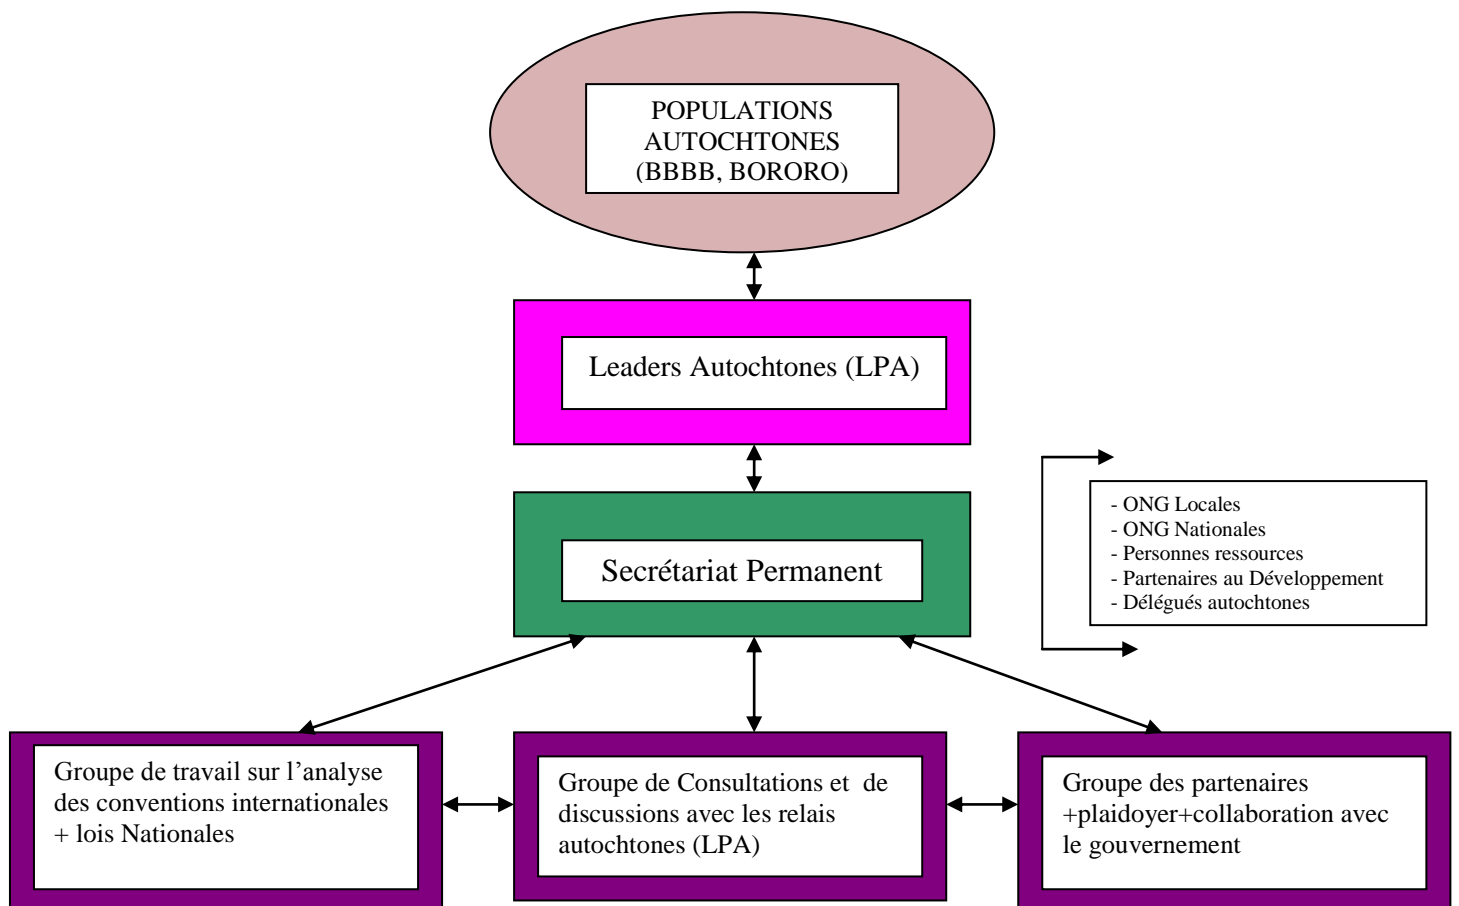 POPULATIONS
AUTOCHTONES
(BBBB, BORORO)
Leaders Autochtones (LPA)
Secrétariat Permanent
- ONG Locales
- ONG Nationales
- Personnes ressources
- Partenaires au Développement
- Délégués autochtones
Groupe de travail sur l’analyse
des conventions internationales
+ lois Nationales
Groupe de Consultations et de
discussions avec les relais
autochtones (LPA)
Groupe des partenaires
+plaidoyer+collaboration avec
le gouvernement